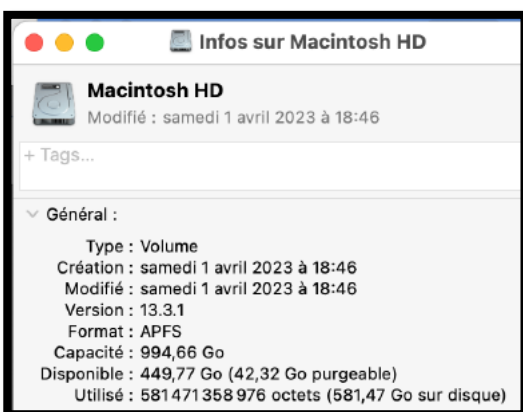 Infos sur Macintosh HD
Macintosh HD
Modifié : samedi 1 avril 2023 à 18:46
+ Tags...
Général :
Type : Volume
Création : samedi 1 avril 2023 à 18:46
Modifié : samedi 1 avril 2023 à 18:46
Version : 13.3.1
Format : APFS
Capacité : 994,66 Go
Disponible : 449,77 Go (42,32 Go purgeable)
Utilisé : 581 471 358 976 octets (581,47 Go sur disque)